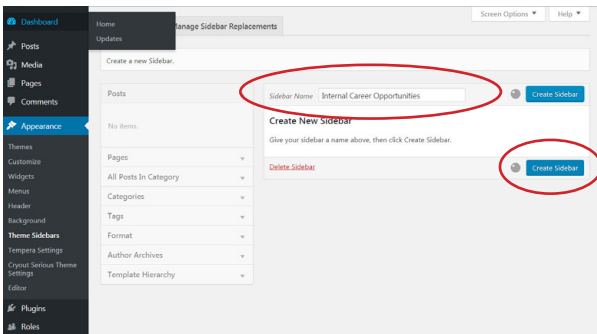 Screen Options ▼ Help ▼
Dashboard
Home
Updates
Manage Sidebar Replacements
Posts
Media
Pages
Comments
Appearance
Themes
Customize
Widgets
Menus
Header
Background
Theme Sidebars
Tempera Settings
Cryout Serious Theme
Settings
Editor
Plugins
Roles
Create a new Sidebar.
Posts
No items.
Pages
All Posts In Category
Categories
Tags
Format
Author Archives
Template Hierarchy
Sidebar Name Internal Career Opportunities
Create Sidebar
Create New Sidebar
Give your sidebar a name above, then click Create Sidebar.
Delete Sidebar
Create Sidebar